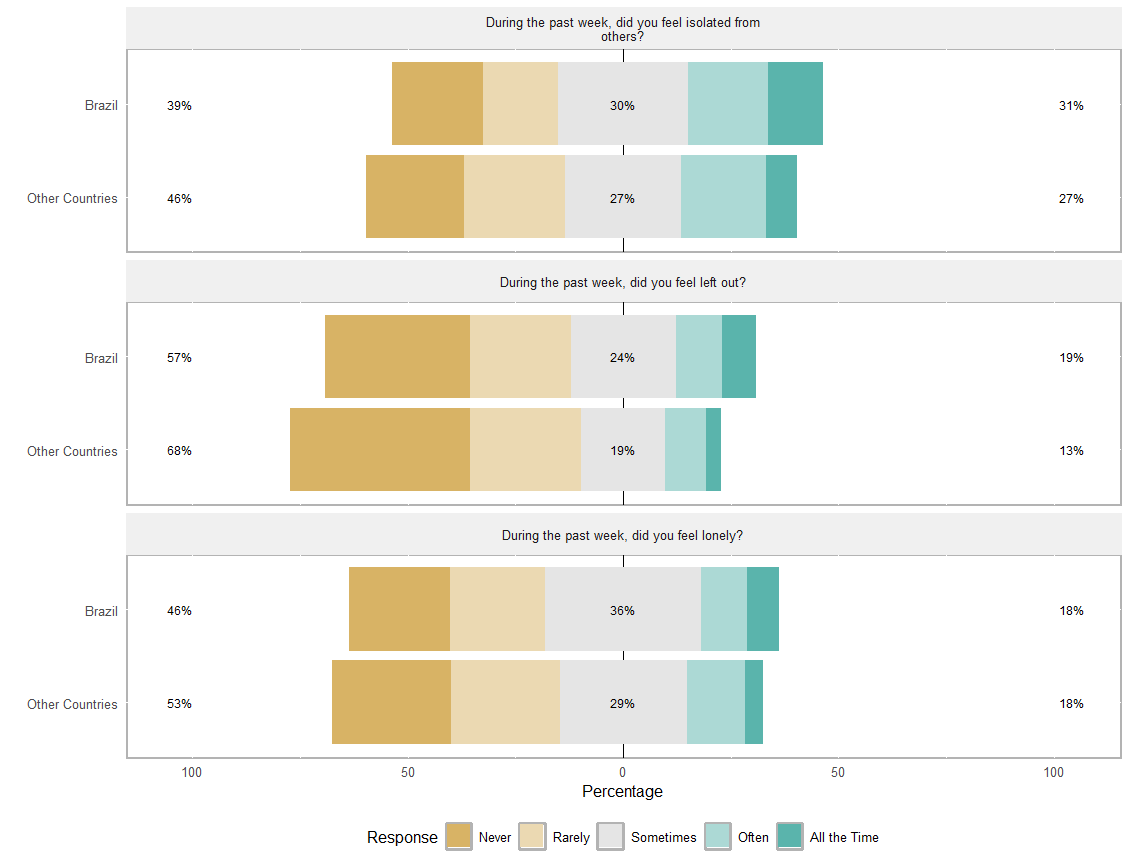 During the past week, did you feel isolated from
others?
Brazil 39% 30% 31%
Other Countries 46% 27% 27%
During the past week, did you feel left out?
Brazil 57% 24% 19%
Other Countries 68% 19% 13%
During the past week, did you feel lonely?
Brazil 46% 36% 18%
Other Countries 53% 29% 18%
100 50 0 50 100
Percentage
Response Never Rarely Sometimes Often All the Time